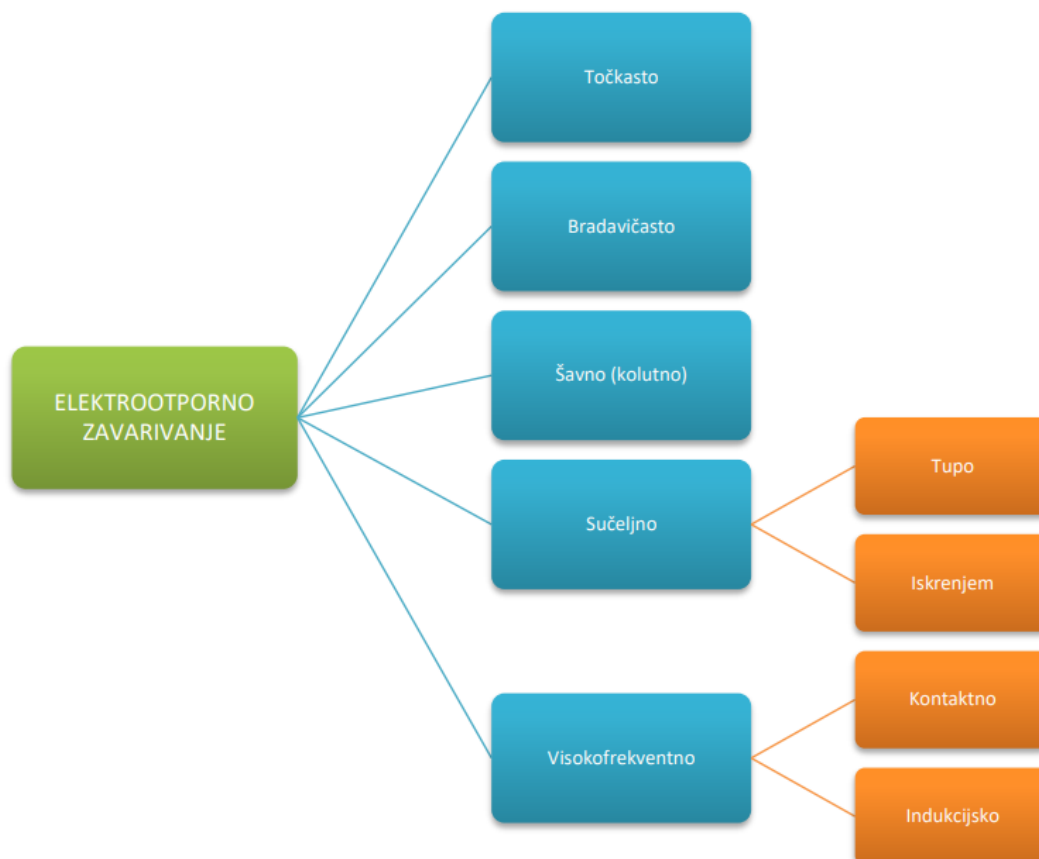 Točkasto
Bradavičasto
Šavno (kolutno)
ELEKTROOTPORNO
ZAVARIVANJE
Sučeljno
Tupo
Iskrenjem
Visokofrekventno
Kontaktno
Indukcijsko